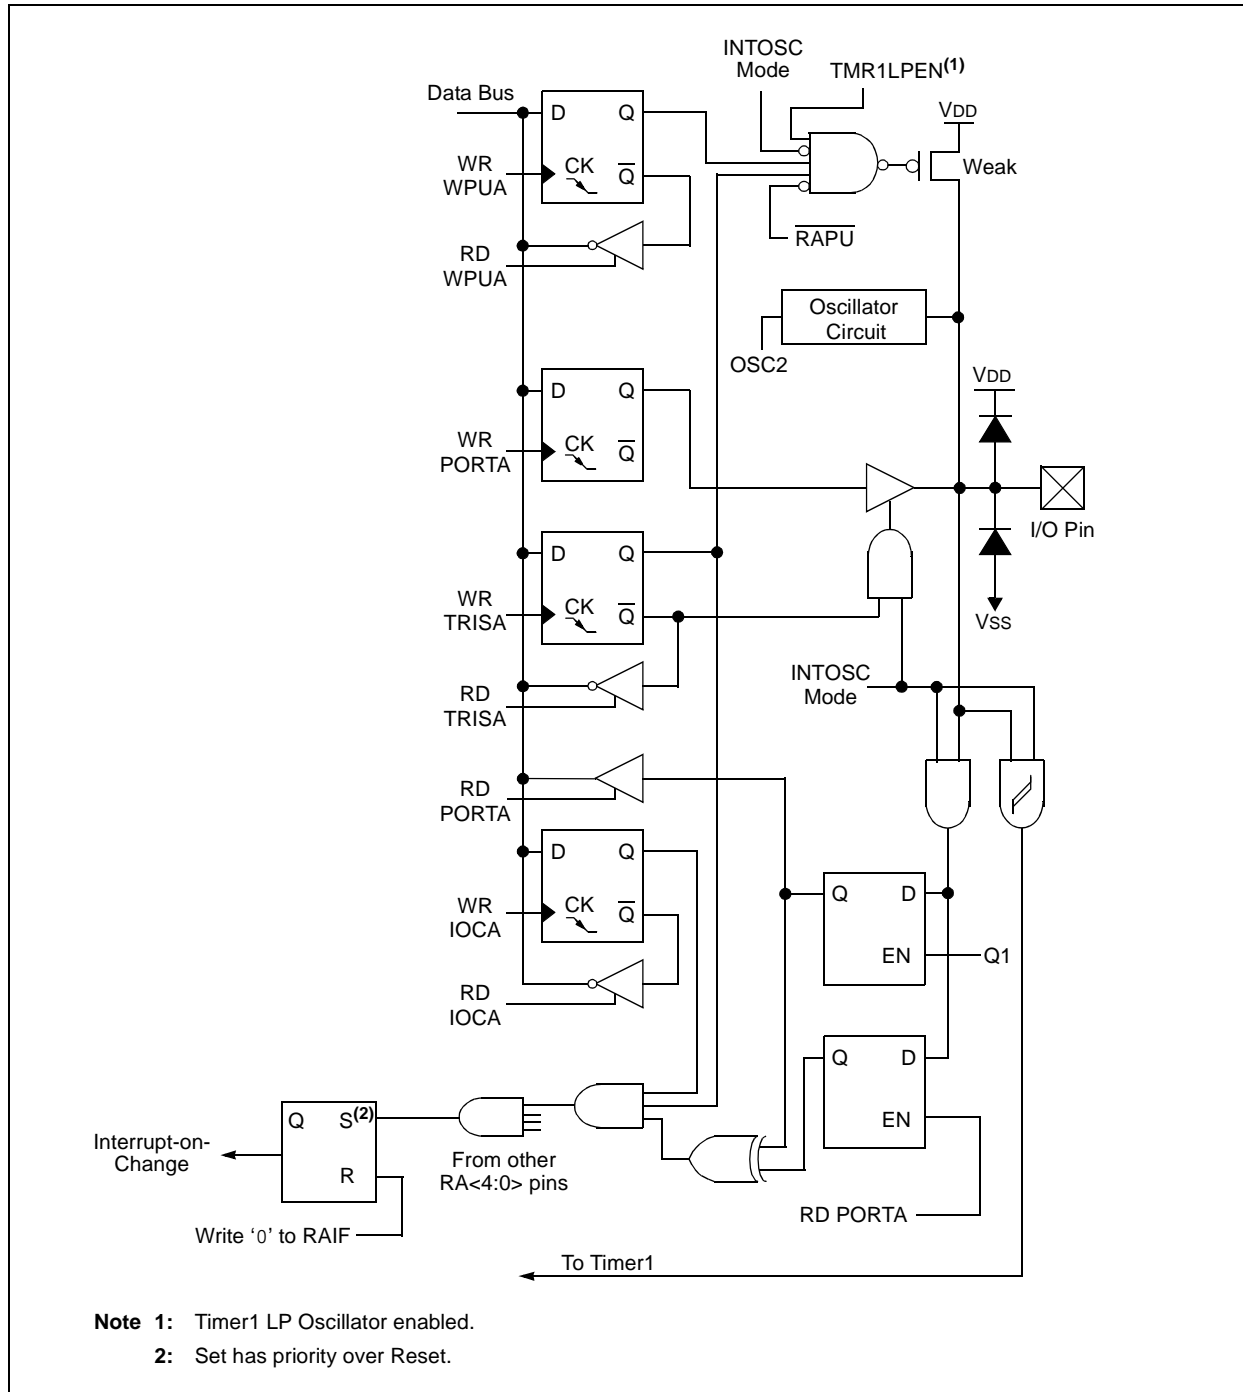 INTOSC
Mode
TMR1LPEN(1)
Data Bus
D
Q
VDD
WR
WPUA
CK
Q
Weak
RD
WPUA
RAPU
Oscillator
Circuit
OSC2
VDD
D
Q
WR
PORTA
CK
Q
I/O Pin
D
Q
WR
TRISA
CK
Q
VSS
INTOSC
Mode
RD
TRISA
RD
PORTA
D
Q
WR
IOCA
CK
Q
Q
D
EN
Q1
RD
IOCA
Q
D
EN
Q
S(2)
R
Interrupt-on-
Change
From other
RA<4:0> pins
RD PORTA
Write ‘0’ to RAIF
To Timer1
Note 1: Timer1 LP Oscillator enabled.
2: Set has priority over Reset.